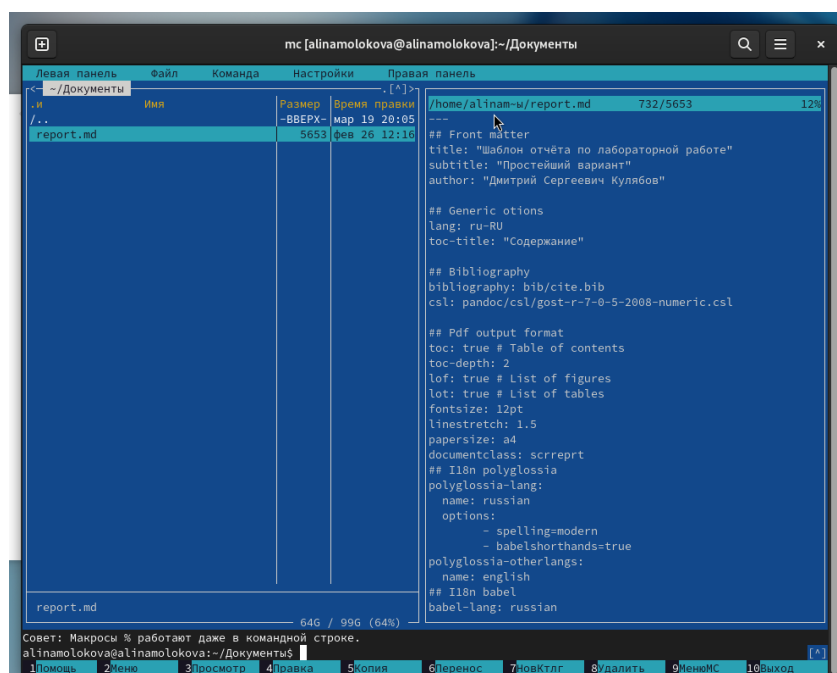 mc [alinamolokova@alinamolokova]:~/Документы
Левая панель Файл Команда Настройки Правая панель
<— ~/Документы .[^]>
.и Имя Размер Время правки
/.. -ВВЕРХ- мар 19 20:05
report.md 5653 фев 26 12:16
report.md
64G / 99G (64%)
/home/alinam~ы/report.md 732/5653 12%
---
## Front matter
title: "Шаблон отчёта по лабораторной работе"
subtitle: "Простейший вариант"
author: "Дмитрий Сергеевич Кулябов"
## Generic otions
lang: ru-RU
toc-title: "Содержание"
## Bibliography
bibliography: bib/cite.bib
csl: pandoc/csl/gost-r-7-0-5-2008-numeric.csl
## Pdf output format
toc: true # Table of contents
toc-depth: 2
lof: true # List of figures
lot: true # List of tables
fontsize: 12pt
linestretch: 1.5
papersize: a4
documentclass: scrreprt
## I18n polyglossia
polyglossia-lang:
name: russian
options:
- spelling=modern
- babelshorthands=true
polyglossia-otherlangs:
name: english
## I18n babel
babel-lang: russian
Совет: Макросы % работают даже в командной строке.
alinamolokova@alinamolokova:~/Документы$ [^]
1Помощь 2Меню 3Просмотр 4Правка 5Копия 6Перенос 7НовКтлг 8Удалить 9МенюМС 10Выход